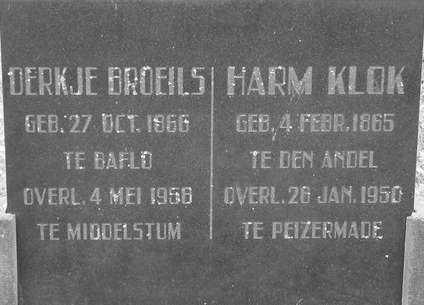 DERKJE BROEILS
GEB. 27 OCT. 1866
TE BAFLO
OVERL. 4 MEI 1956
TE MIDDELSTUM
HARM KLOK
GEB. 4 FEBR. 1865
TE DEN ANDEL
OVERL. 26 JAN. 1950
TE PEIZERMADE